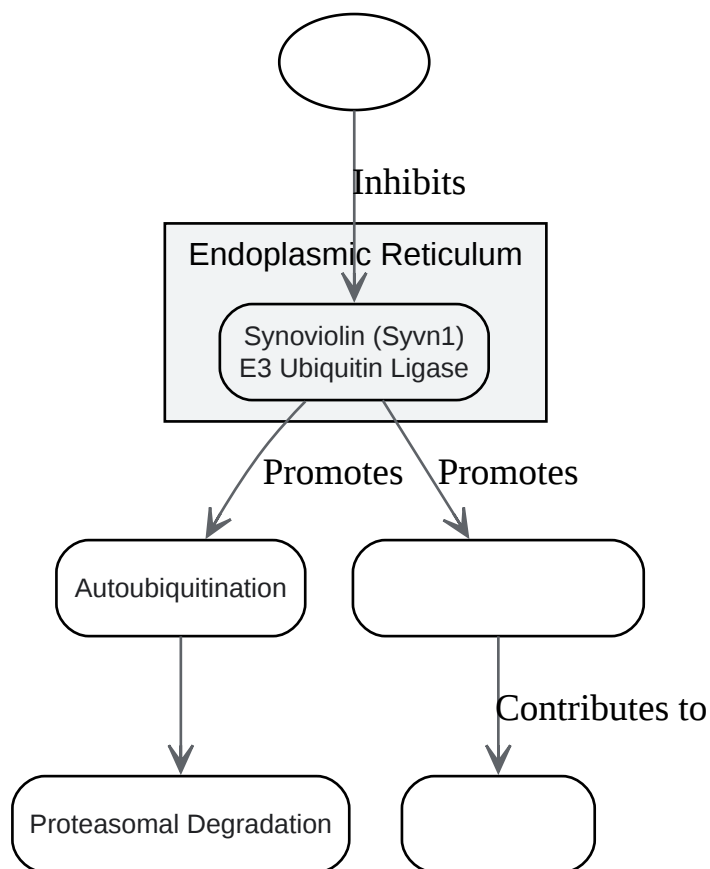 Inhibits
Endoplasmic Reticulum
Synoviolin (Syvn1)
E3 Ubiquitin Ligase
Promotes
Promotes
Autoubiquitination
Contributes to
Proteasomal Degradation